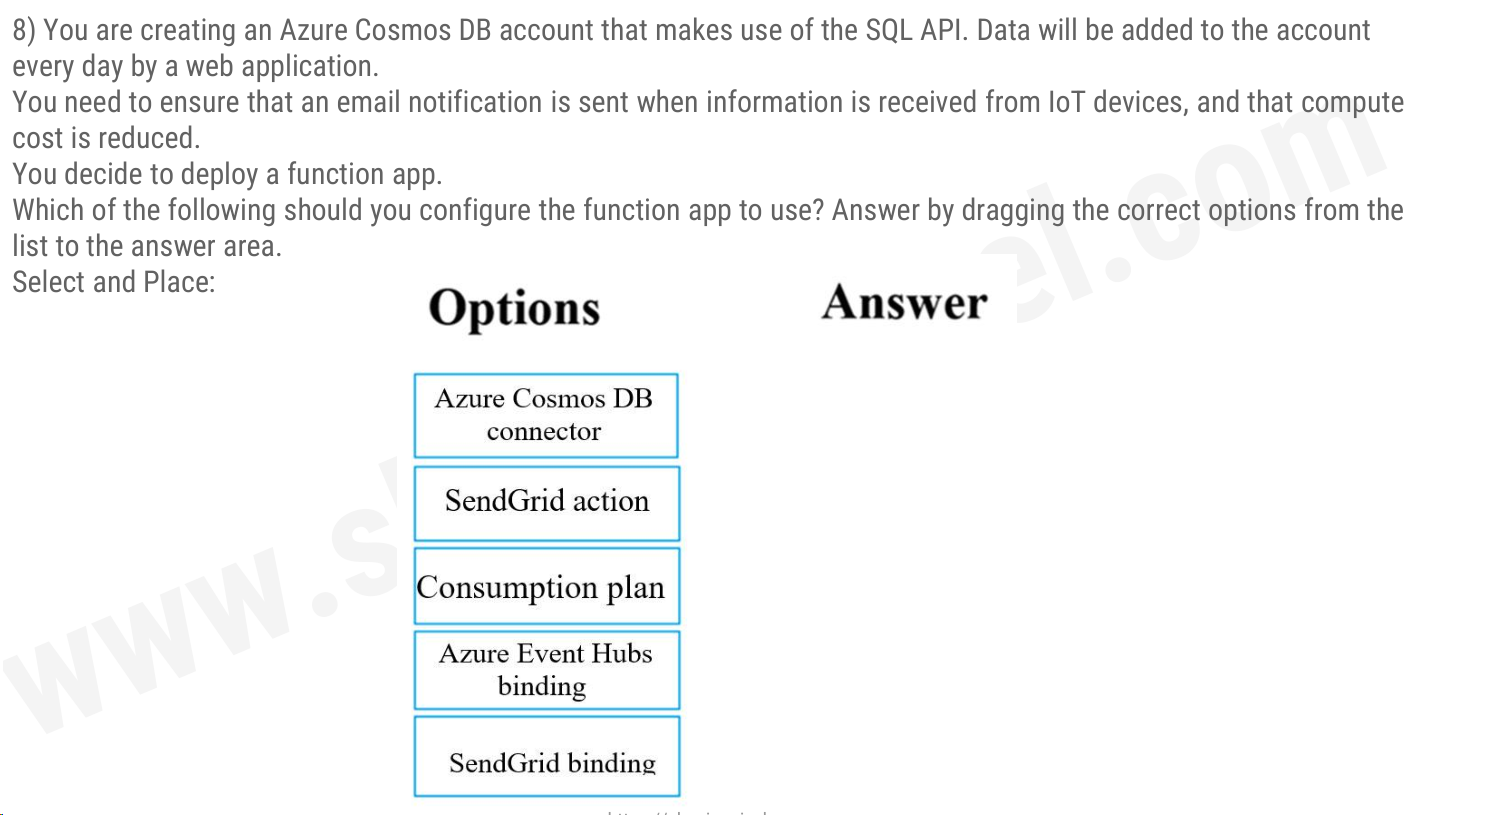 8) You are creating an Azure Cosmos DB account that makes use of the SQL API. Data will be added to the account
every day by a web application.
You need to ensure that an email notification is sent when information is received from IoT devices, and that compute
cost is reduced.
You decide to deploy a function app.
Which of the following should you configure the function app to use? Answer by dragging the correct options from the
list to the answer area.
Select and Place:
Options
Answer
Azure Cosmos DB
connector
SendGrid action
Consumption plan
Azure Event Hubs
binding
SendGrid binding